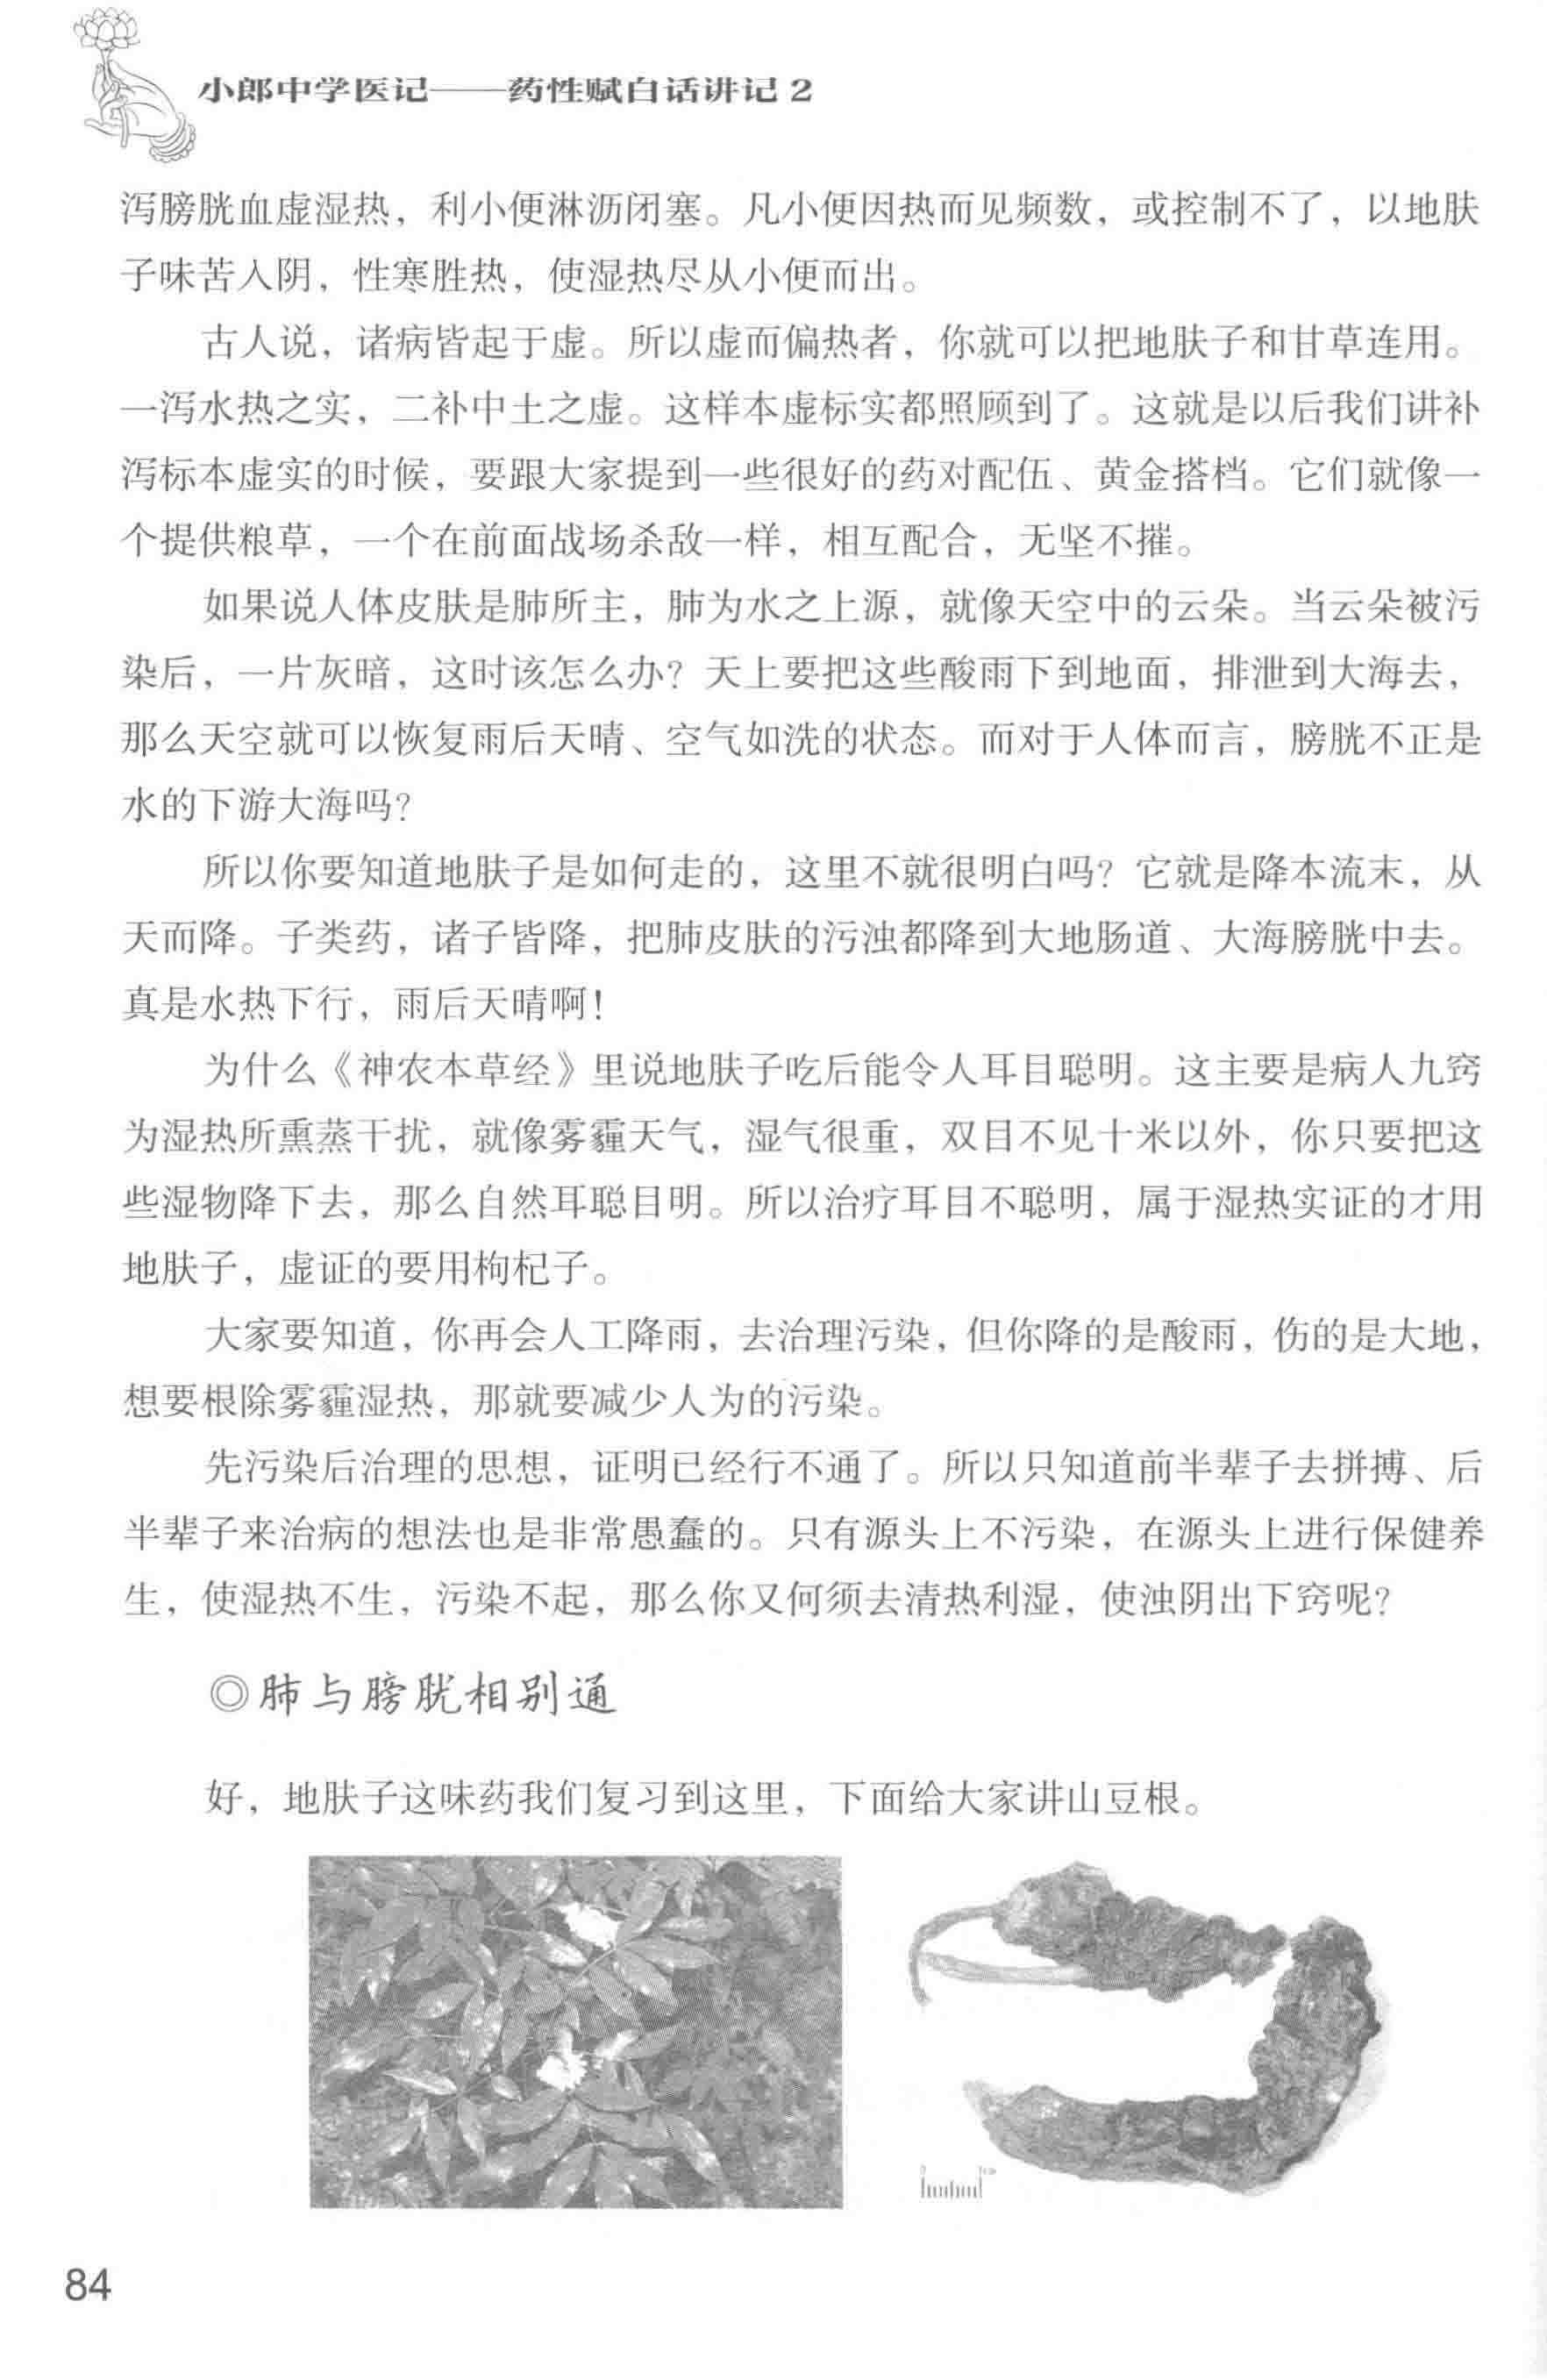 小郎中学医记——药性赋白话讲记 2
泻膀胱血虚湿热，利小便淋沥闭塞。凡小便因热而见频数，或控制不了，以地肤
子味苦入阴，性寒胜热，使湿热尽从小便而出。
古人说，诸病皆起于虚。所以虚而偏热者，你就可以把地肤子和甘草连用。
一泻水热之实，二补中土之虚。这样本虚标实都照顾到了。这就是以后我们讲补
泻标本虚实的时候，要跟大家提到一些很好的药对配伍、黄金搭档。它们就像一
个提供粮草，一个在前面战场杀敌一样，相互配合，无坚不摧。
如果说人体皮肤是肺所主，肺为水之上源，就像天空中的云朵。当云朵被污
染后，一片灰暗，这时该怎么办？天上要把这些酸雨下到地面，排泄到大海去，
那么天空就可以恢复雨后天晴、空气如洗的状态。而对于人体而言，膀胱不正是
水的下游大海吗？
所以你要知道地肤子是如何走的，这里不就很明白吗？它就是降本流末，从
天而降。子类药，诸子皆降，把肺皮肤的污浊都降到大地肠道、大海膀胱中去。
真是水热下行，雨后天晴啊！
为什么《神农本草经》里说地肤子吃后能令人耳目聪明。这主要是病人九窍
为湿热所熏蒸干扰，就像雾霾天气，湿气很重，双目不见十米以外，你只要把这
些湿物降下去，那么自然耳聪目明。所以治疗耳目不聪明，属于湿热实证的才用
地肤子，虚证的要用枸杞子。
大家要知道，你再会人工降雨，去治理污染，但你降的是酸雨，伤的是大地，
想要根除雾霾湿热，那就要减少人为的污染。
先污染后治理的思想，证明已经行不通了。所以只知道前半辈子去拼搏、后
半辈子来治病的想法也是非常愚蠢的。只有源头上不污染，在源头上进行保健养
生，使湿热不生，污染不起，那么你又何须去清热利湿，使浊阴出下窍呢？
◎肺与膀胱相别通
好，地肤子这味药我们复习到这里，下面给大家讲山豆根。
84